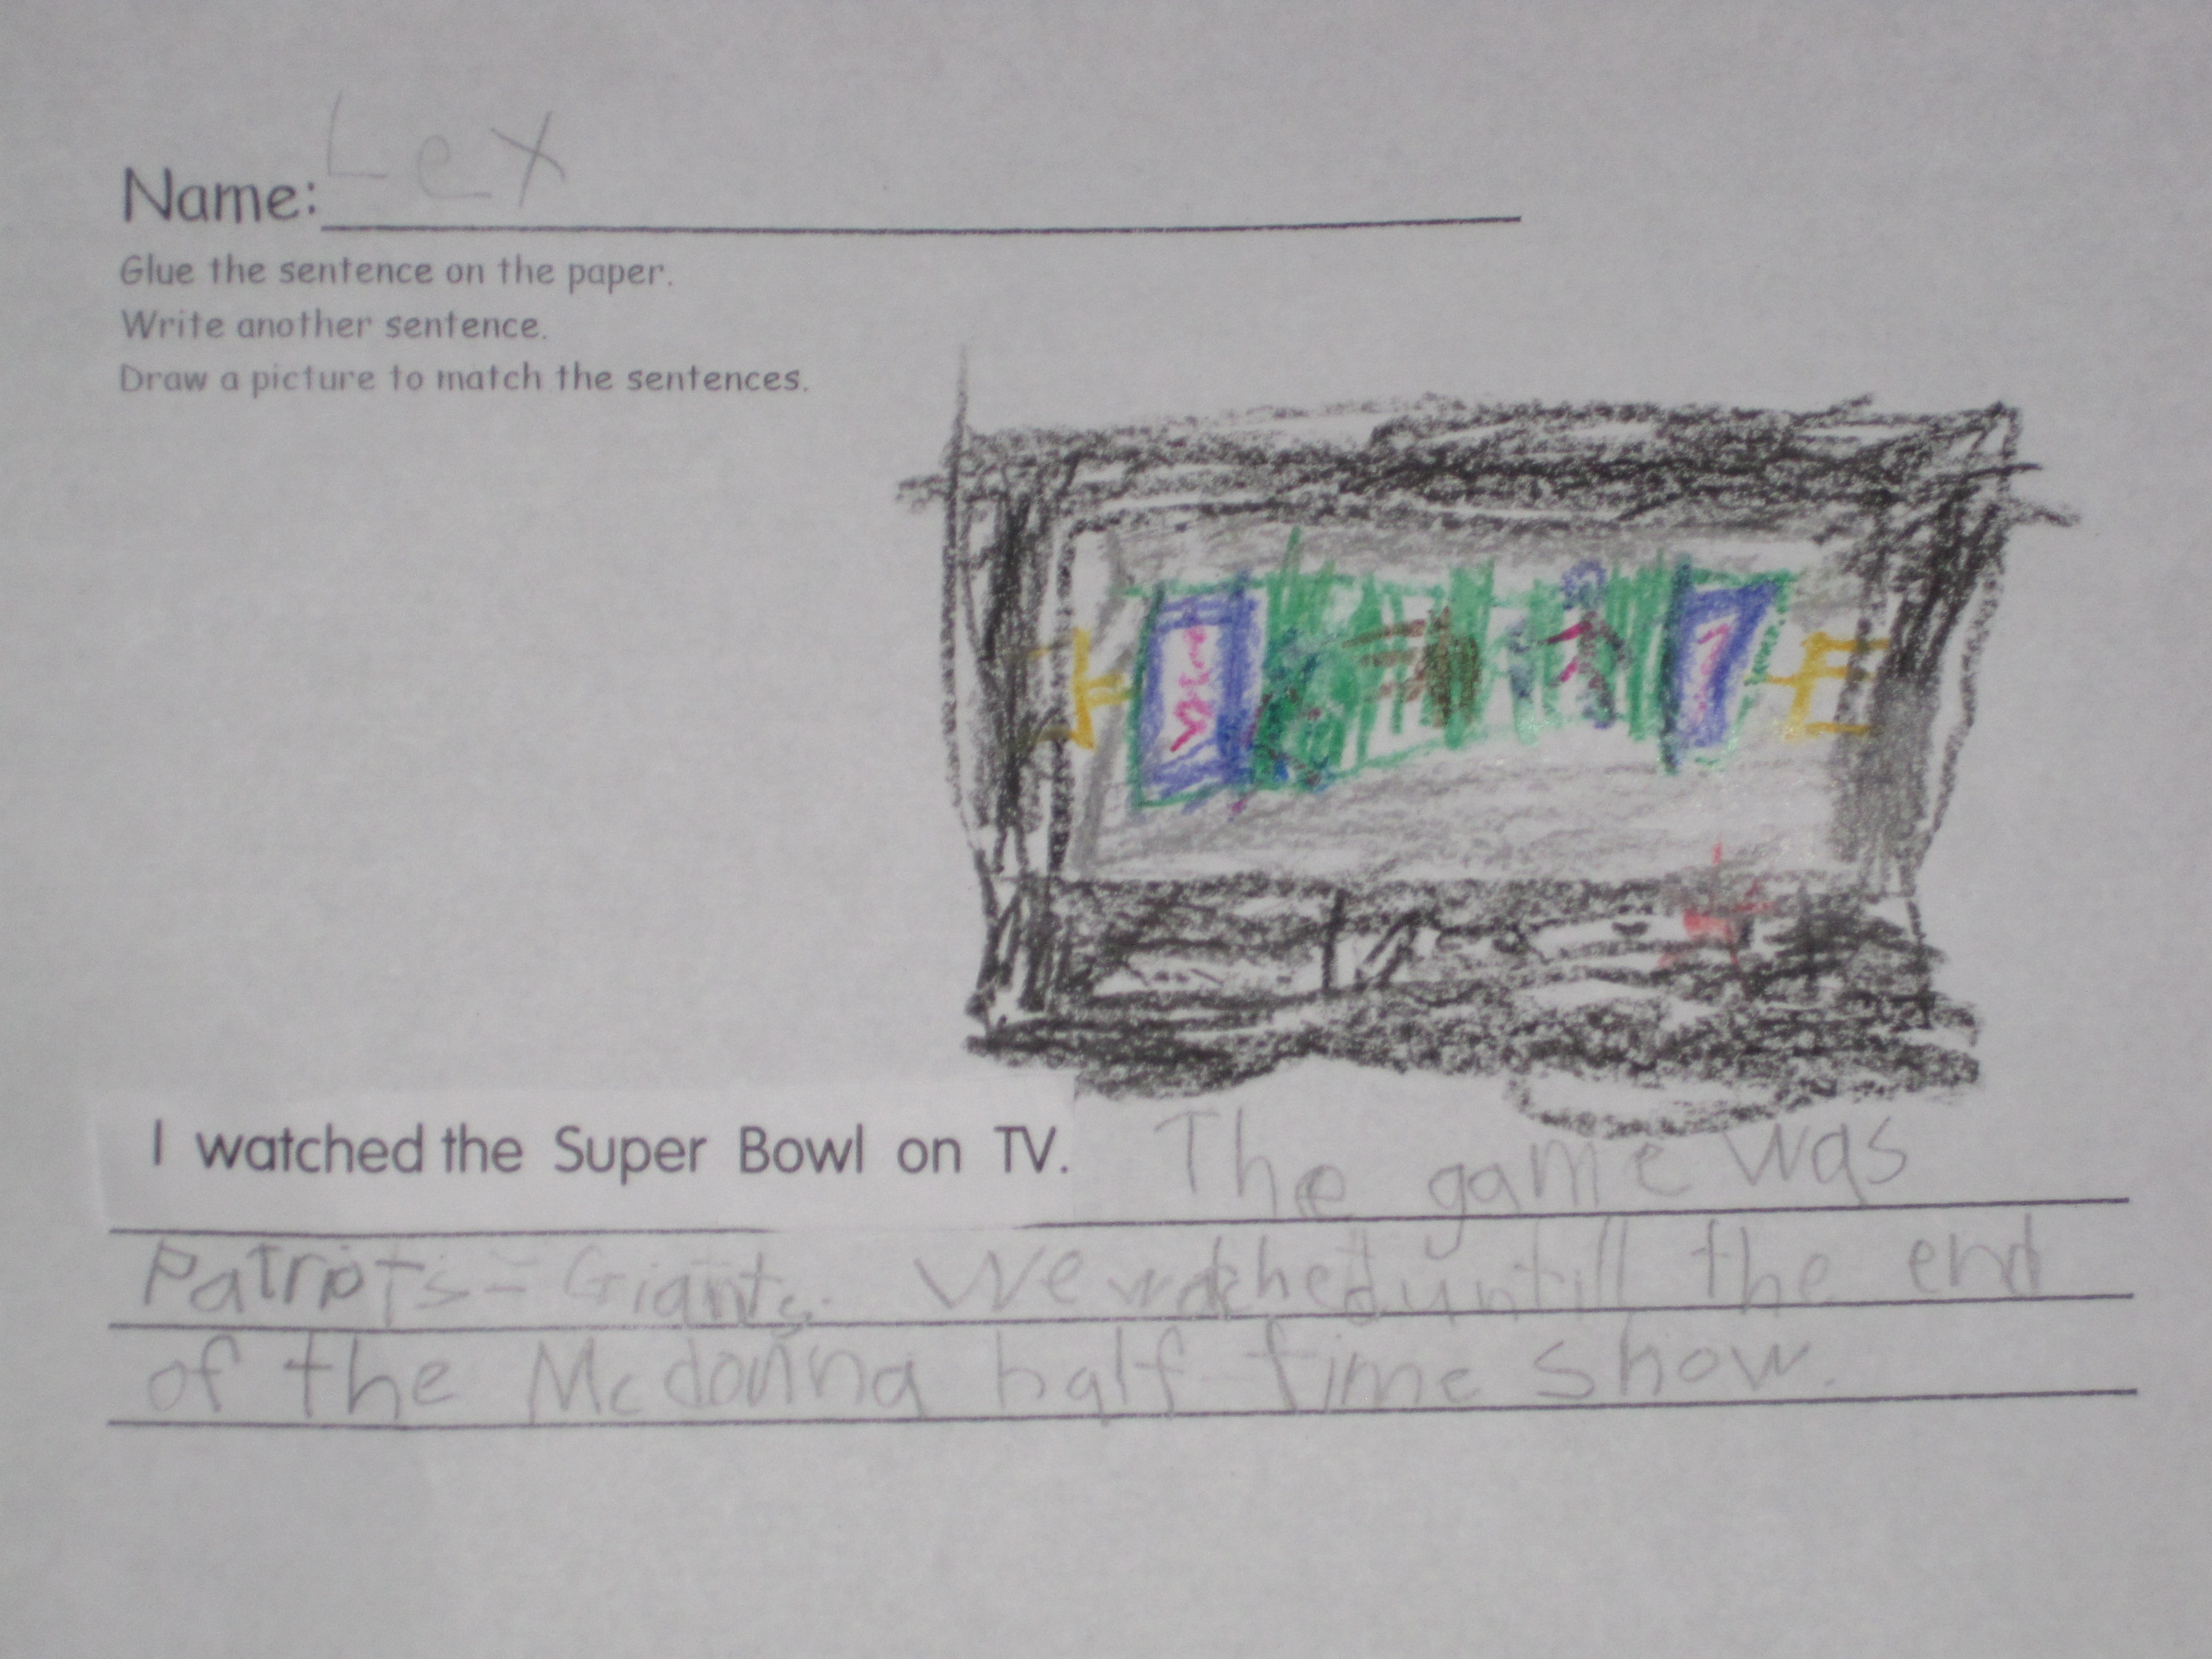 Name: Lex
Glue the sentence on the paper.
Write another sentence.
Draw a picture to match the sentences.
I watched the Super Bowl on TV. The game was
Patriots - Giants. We watched untill the end
of the Mcdonna half-time show.